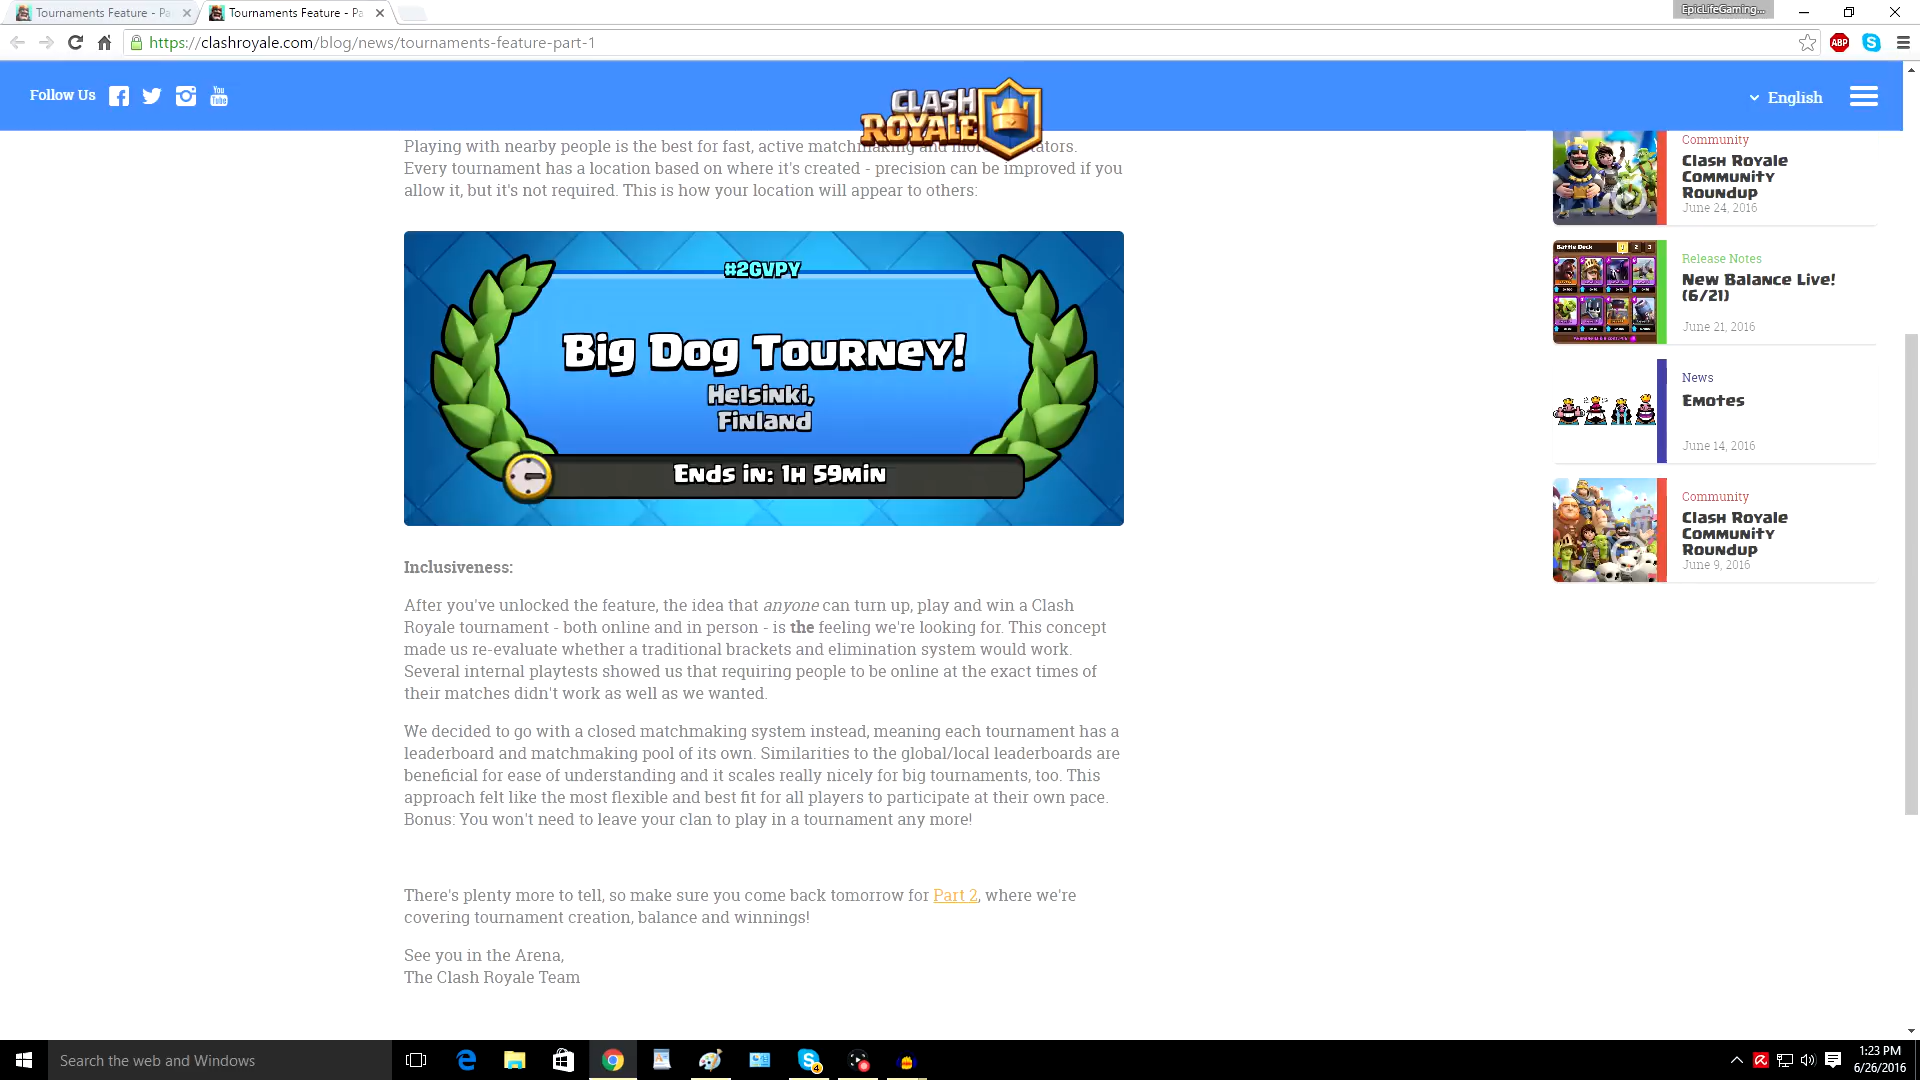 Tournaments Feature - Pa
Tournaments Feature - Pa
EpicLifeGaming...
https://clashroyale.com/blog/news/tournaments-feature-part-1
ABP
Follow Us
You
Tube
CLASH
ROYALE
English
Playing with nearby people is the best for fast, active matchmaking and more
Every tournament has a location based on where it's created - precision can be improved if you
allow it, but it's not required. This is how your location will appear to others:
#2GVPY
Big Dog Tourney!
Helsinki,
Finland
Ends in: 1h 59min
Inclusiveness:
After you've unlocked the feature, the idea that anyone can turn up, play and win a Clash
Royale tournament - both online and in person - is the feeling we're looking for. This concept
made us re-evaluate whether a traditional brackets and elimination system would work.
Several internal playtests showed us that requiring people to be online at the exact times of
their matches didn't work as well as we wanted.
We decided to go with a closed matchmaking system instead, meaning each tournament has a
leaderboard and matchmaking pool of its own. Similarities to the global/local leaderboards are
beneficial for ease of understanding and it scales really nicely for big tournaments, too. This
approach felt like the most flexible and best fit for all players to participate at their own pace.
Bonus: You won't need to leave your clan to play in a tournament any more!
There's plenty more to tell, so make sure you come back tomorrow for Part 2, where we're
covering tournament creation, balance and winnings!
See you in the Arena,
The Clash Royale Team
Community
Clash Royale
Community
Roundup
June 24, 2016
Battle Deck
1 2 3
Release Notes
New Balance Live!
(6/21)
June 21, 2016
News
Emotes
June 14, 2016
Community
Clash Royale
Community
Roundup
June 9, 2016
Search the web and Windows
4
1:23 PM
6/26/2016